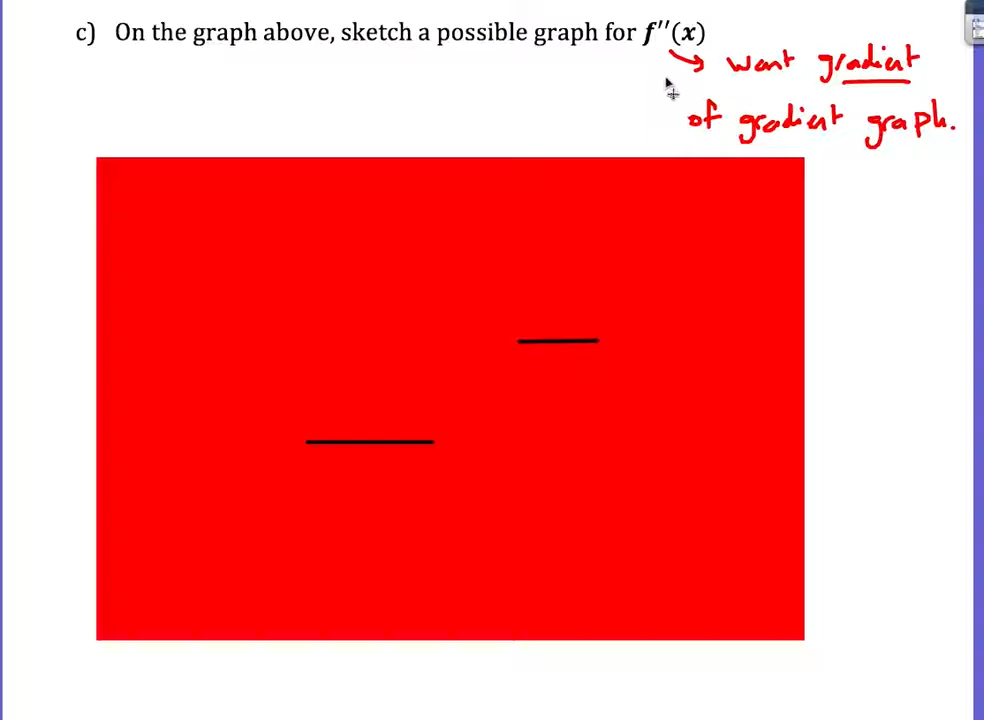 c) On the graph above, sketch a possible graph for f''(x)
want gradient
of gradient graph.